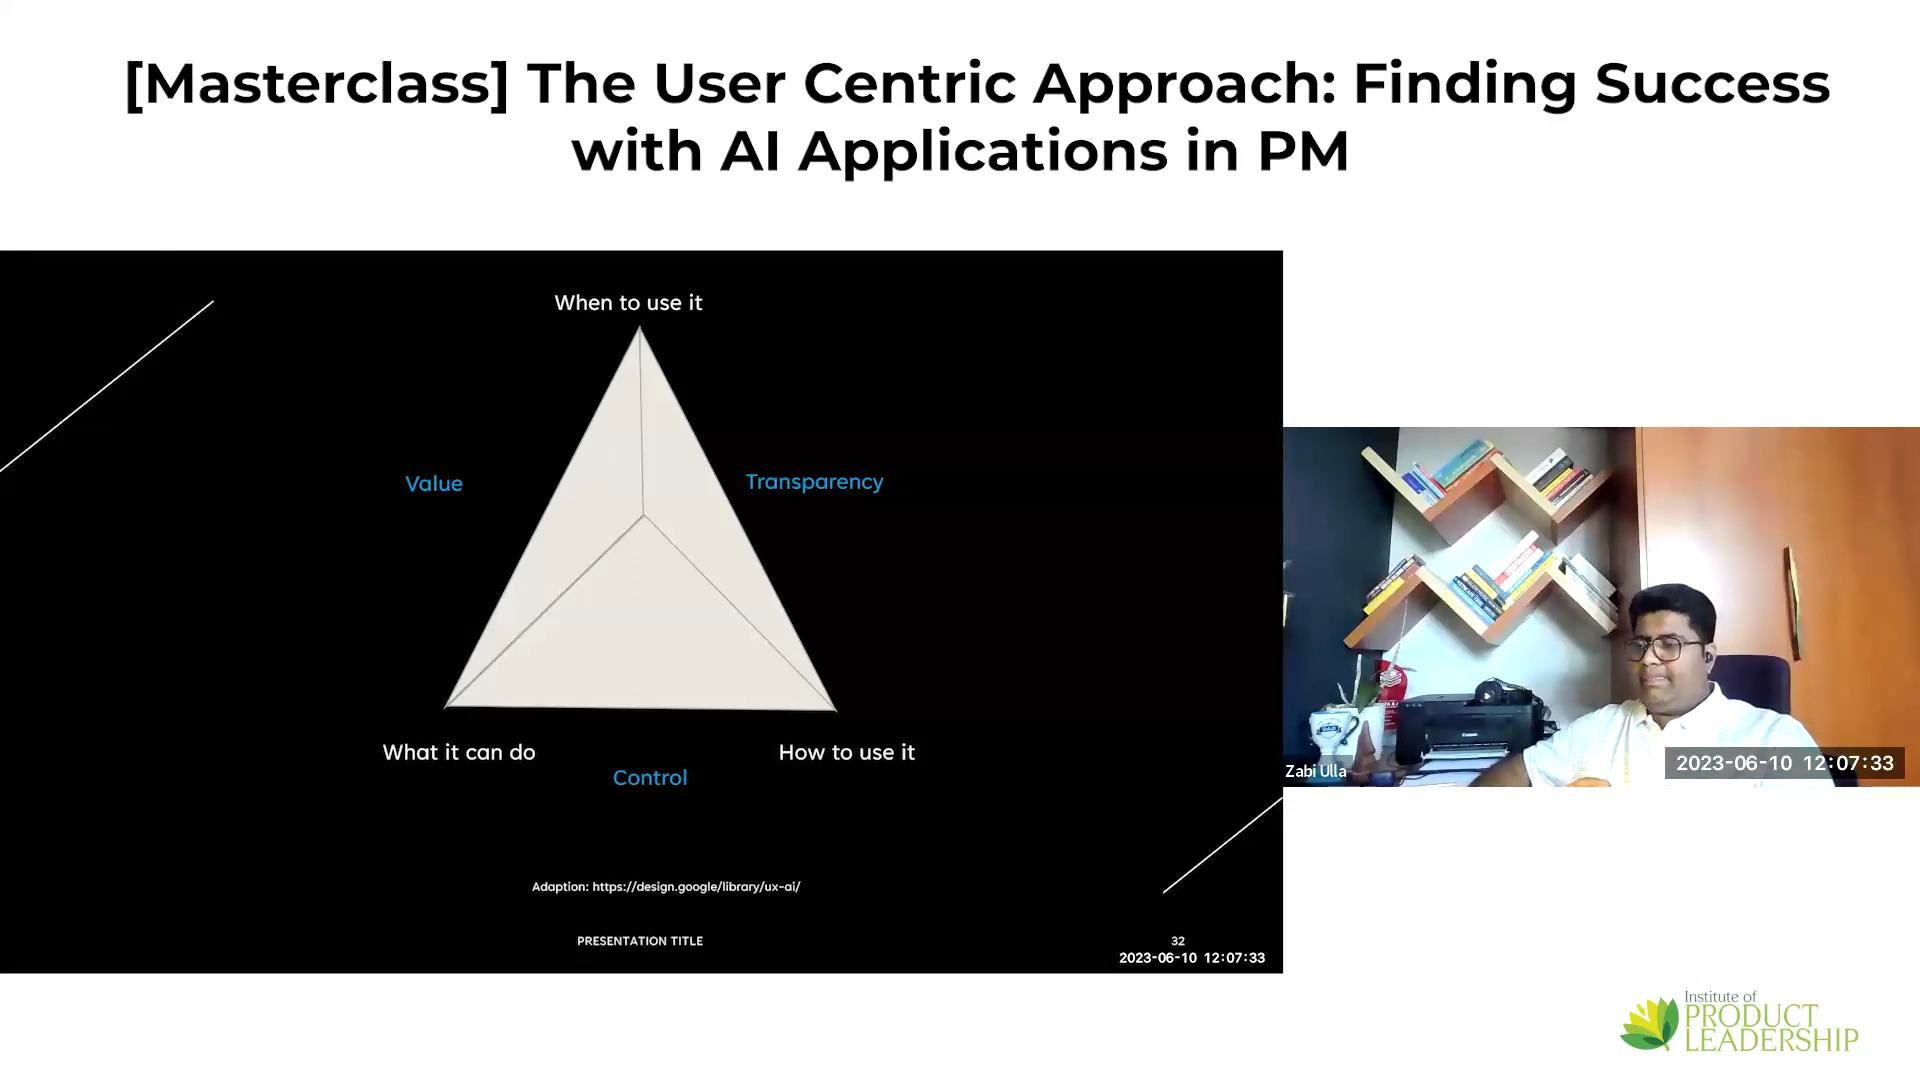 [Masterclass] The User Centric Approach: Finding Success
with AI Applications in PM
When to use it
Value
Transparency
What it can do
How to use it
Control
Adaption: https://design.google/library/ux-ai/
PRESENTATION TITLE
32
2023-06-10 12:07:33
Zabi Ulla
2023-06-10 12:07:33
Institute of
PRODUCT
LEADERSHIP